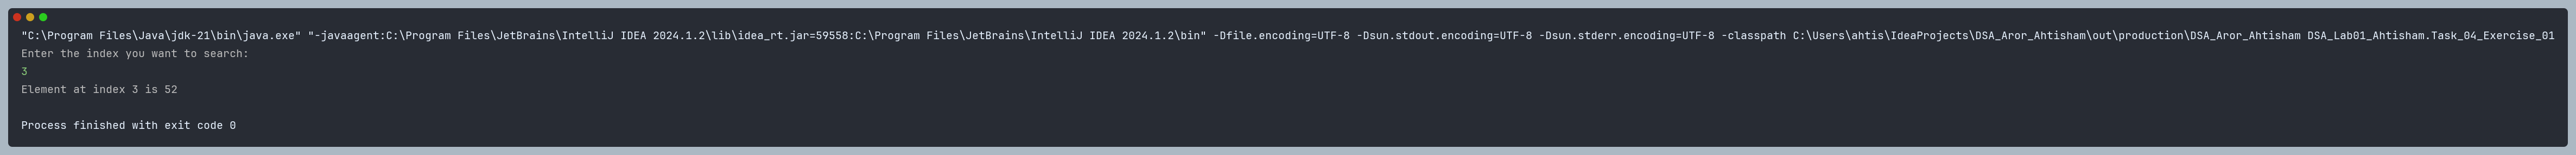 "C:\Program Files\Java\jdk-21\bin\java.exe" "-javaagent:C:\Program Files\JetBrains\IntelliJ IDEA 2024.1.2\lib\idea_rt.jar=59558:C:\Program Files\JetBrains\IntelliJ IDEA 2024.1.2\bin" -Dfile.encoding=UTF-8 -Dsun.stdout.encoding=UTF-8 -Dsun.stderr.encoding=UTF-8 -classpath C:\Users\ahtis\IdeaProjects\DSA_Aror_Ahtisham\out\production\DSA_Aror_Ahtisham DSA_Lab01_Ahtisham.Task_04_Exercise_01
Enter the index you want to search:
3
Element at index 3 is 52
Process finished with exit code 0